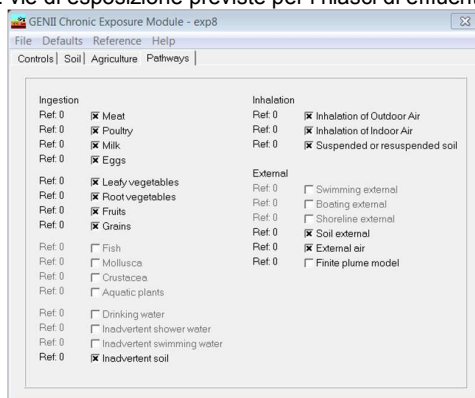 vie di esposizione previste per i rilasci di effluent
GENII Chronic Exposure Module - exp8
File Defaults Reference Help
Controls Soil Agriculture Pathways
Ingestion
Ref: 0 Meat
Ref: 0 Poultry
Ref: 0 Milk
Ref: 0 Eggs
Ref: 0 Leafy vegetables
Ref: 0 Root vegetables
Ref: 0 Fruits
Ref: 0 Grains
Ref: 0 Fish
Ref: 0 Mollusca
Ref: 0 Crustacea
Ref: 0 Aquatic plants
Ref: 0 Drinking water
Ref: 0 Inadvertent shower water
Ref: 0 Inadvertent swimming water
Ref: 0 Inadvertent soil
Inhalation
Ref: 0 Inhalation of Outdoor Air
Ref: 0 Inhalation of Indoor Air
Ref: 0 Suspended or resuspended soil
External
Ref: 0 Swimming external
Ref: 0 Boating external
Ref: 0 Shoreline external
Ref: 0 Soil external
Ref: 0 External air
Ref: 0 Finite plume model